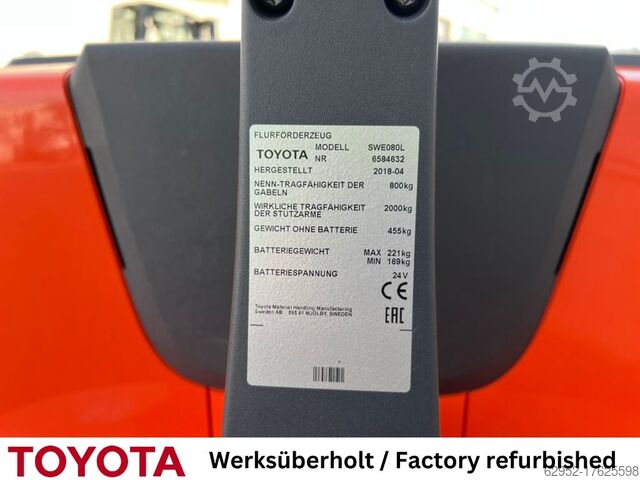 FLURFÖRDERZEUG
TOYOTA MODELL SWE080L
NR 6584632
HERGESTELLT 2018-04
NENN-TRAGFÄHIGKEIT DER GABELN 800kg
WIRKLICHE TRAGFÄHIGKEIT DER STÜTZARME 2000kg
GEWICHT OHNE BATTERIE 455kg
BATTERIEGEWICHT MAX 221kg
MIN 169kg
BATTERIESPANNUNG 24V
CE
EAC
Toyota Material Handling Manufacturing
Sweden AB 595 81 MJÖLBY, SWEDEN
TOYOTA Werksüberholt / Factory refurbished
62952-17625598